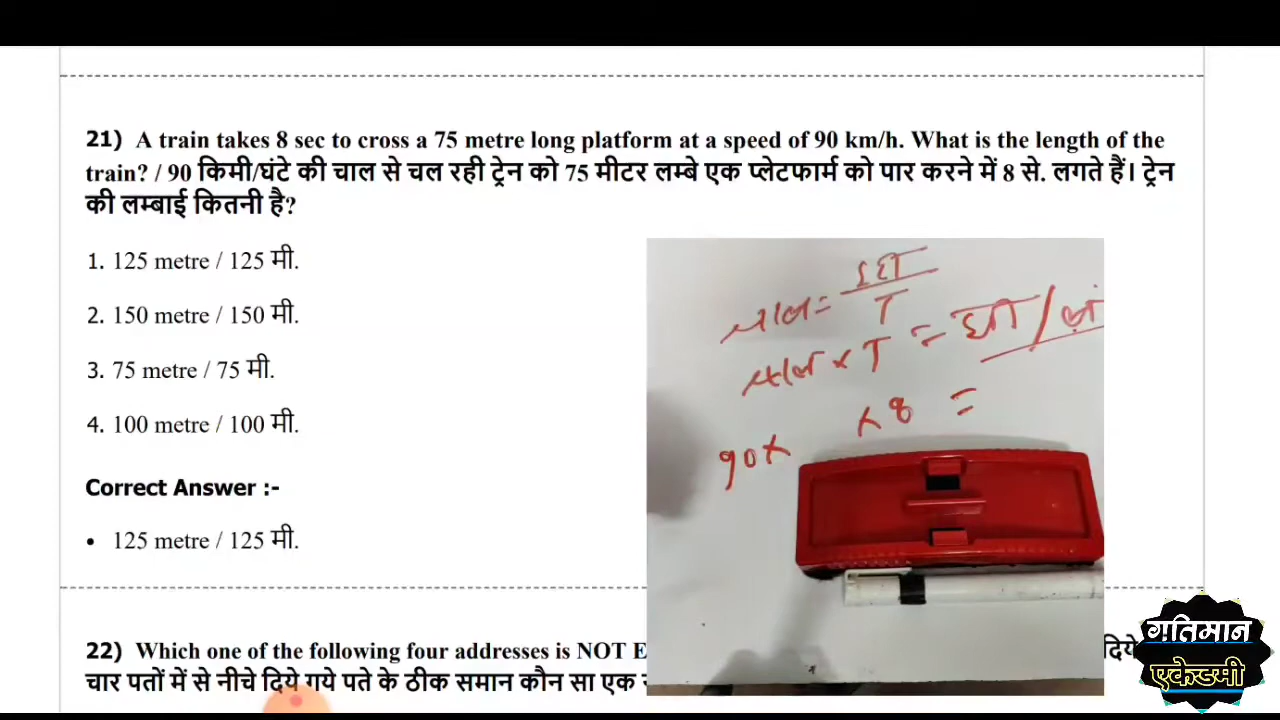 21) A train takes 8 sec to cross a 75 metre long platform at a speed of 90 km/h. What is the length of the
train? / 90 किमी/घंटे की चाल से चल रही ट्रेन को 75 मीटर लम्बे एक प्लेटफार्म को पार करने में 8 से. लगते हैं। ट्रेन
की लम्बाई कितनी है?
1. 125 metre / 125 मी.
2. 150 metre / 150 मी.
3. 75 metre / 75 मी.
4. 100 metre / 100 मी.
Correct Answer :-
• 125 metre / 125 मी.
चाल =
T
चाल × T =
90×  × 8 =
22) Which one of the following four addresses is NOT E
दिये
चार पतों में से नीचे दिये गये पते के ठीक समान कौन सा एक
गतिमान
एकेडमी